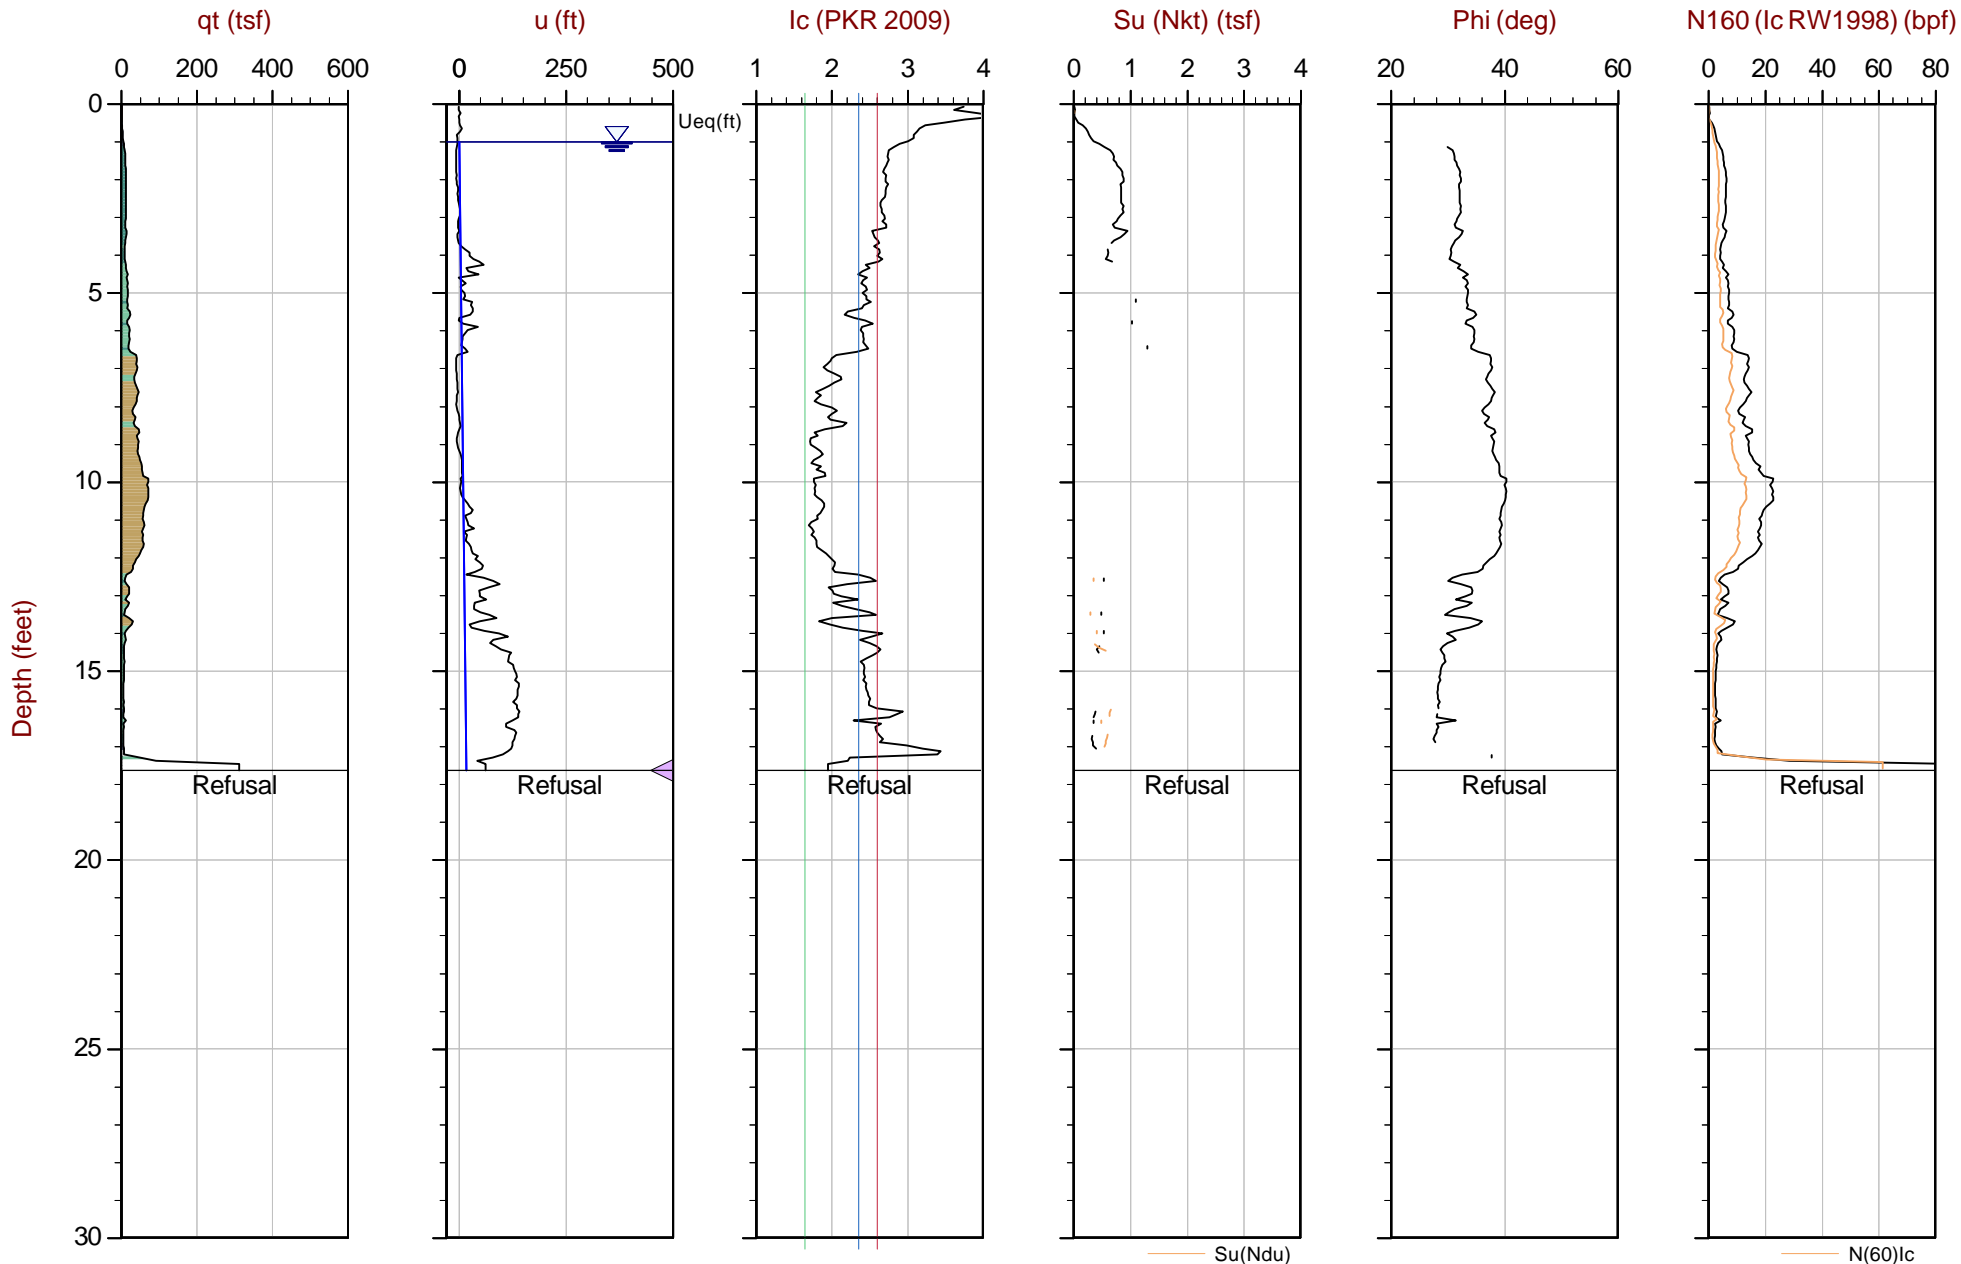 qt (tsf) u (ft) Ic (PKR 2009) Su (Nkt) (tsf) Phi (deg) N160 (Ic RW1998) (bpf)
0 200 400 600 0 250 500 1 2 3 4 0 1 2 3 4 20 40 60 0 20 40 60 80
0
Ueq(ft)
5
10
Depth (feet)
15
Refusal Refusal Refusal Refusal Refusal Refusal
20
25
30
Su(Ndu) N(60)Ic